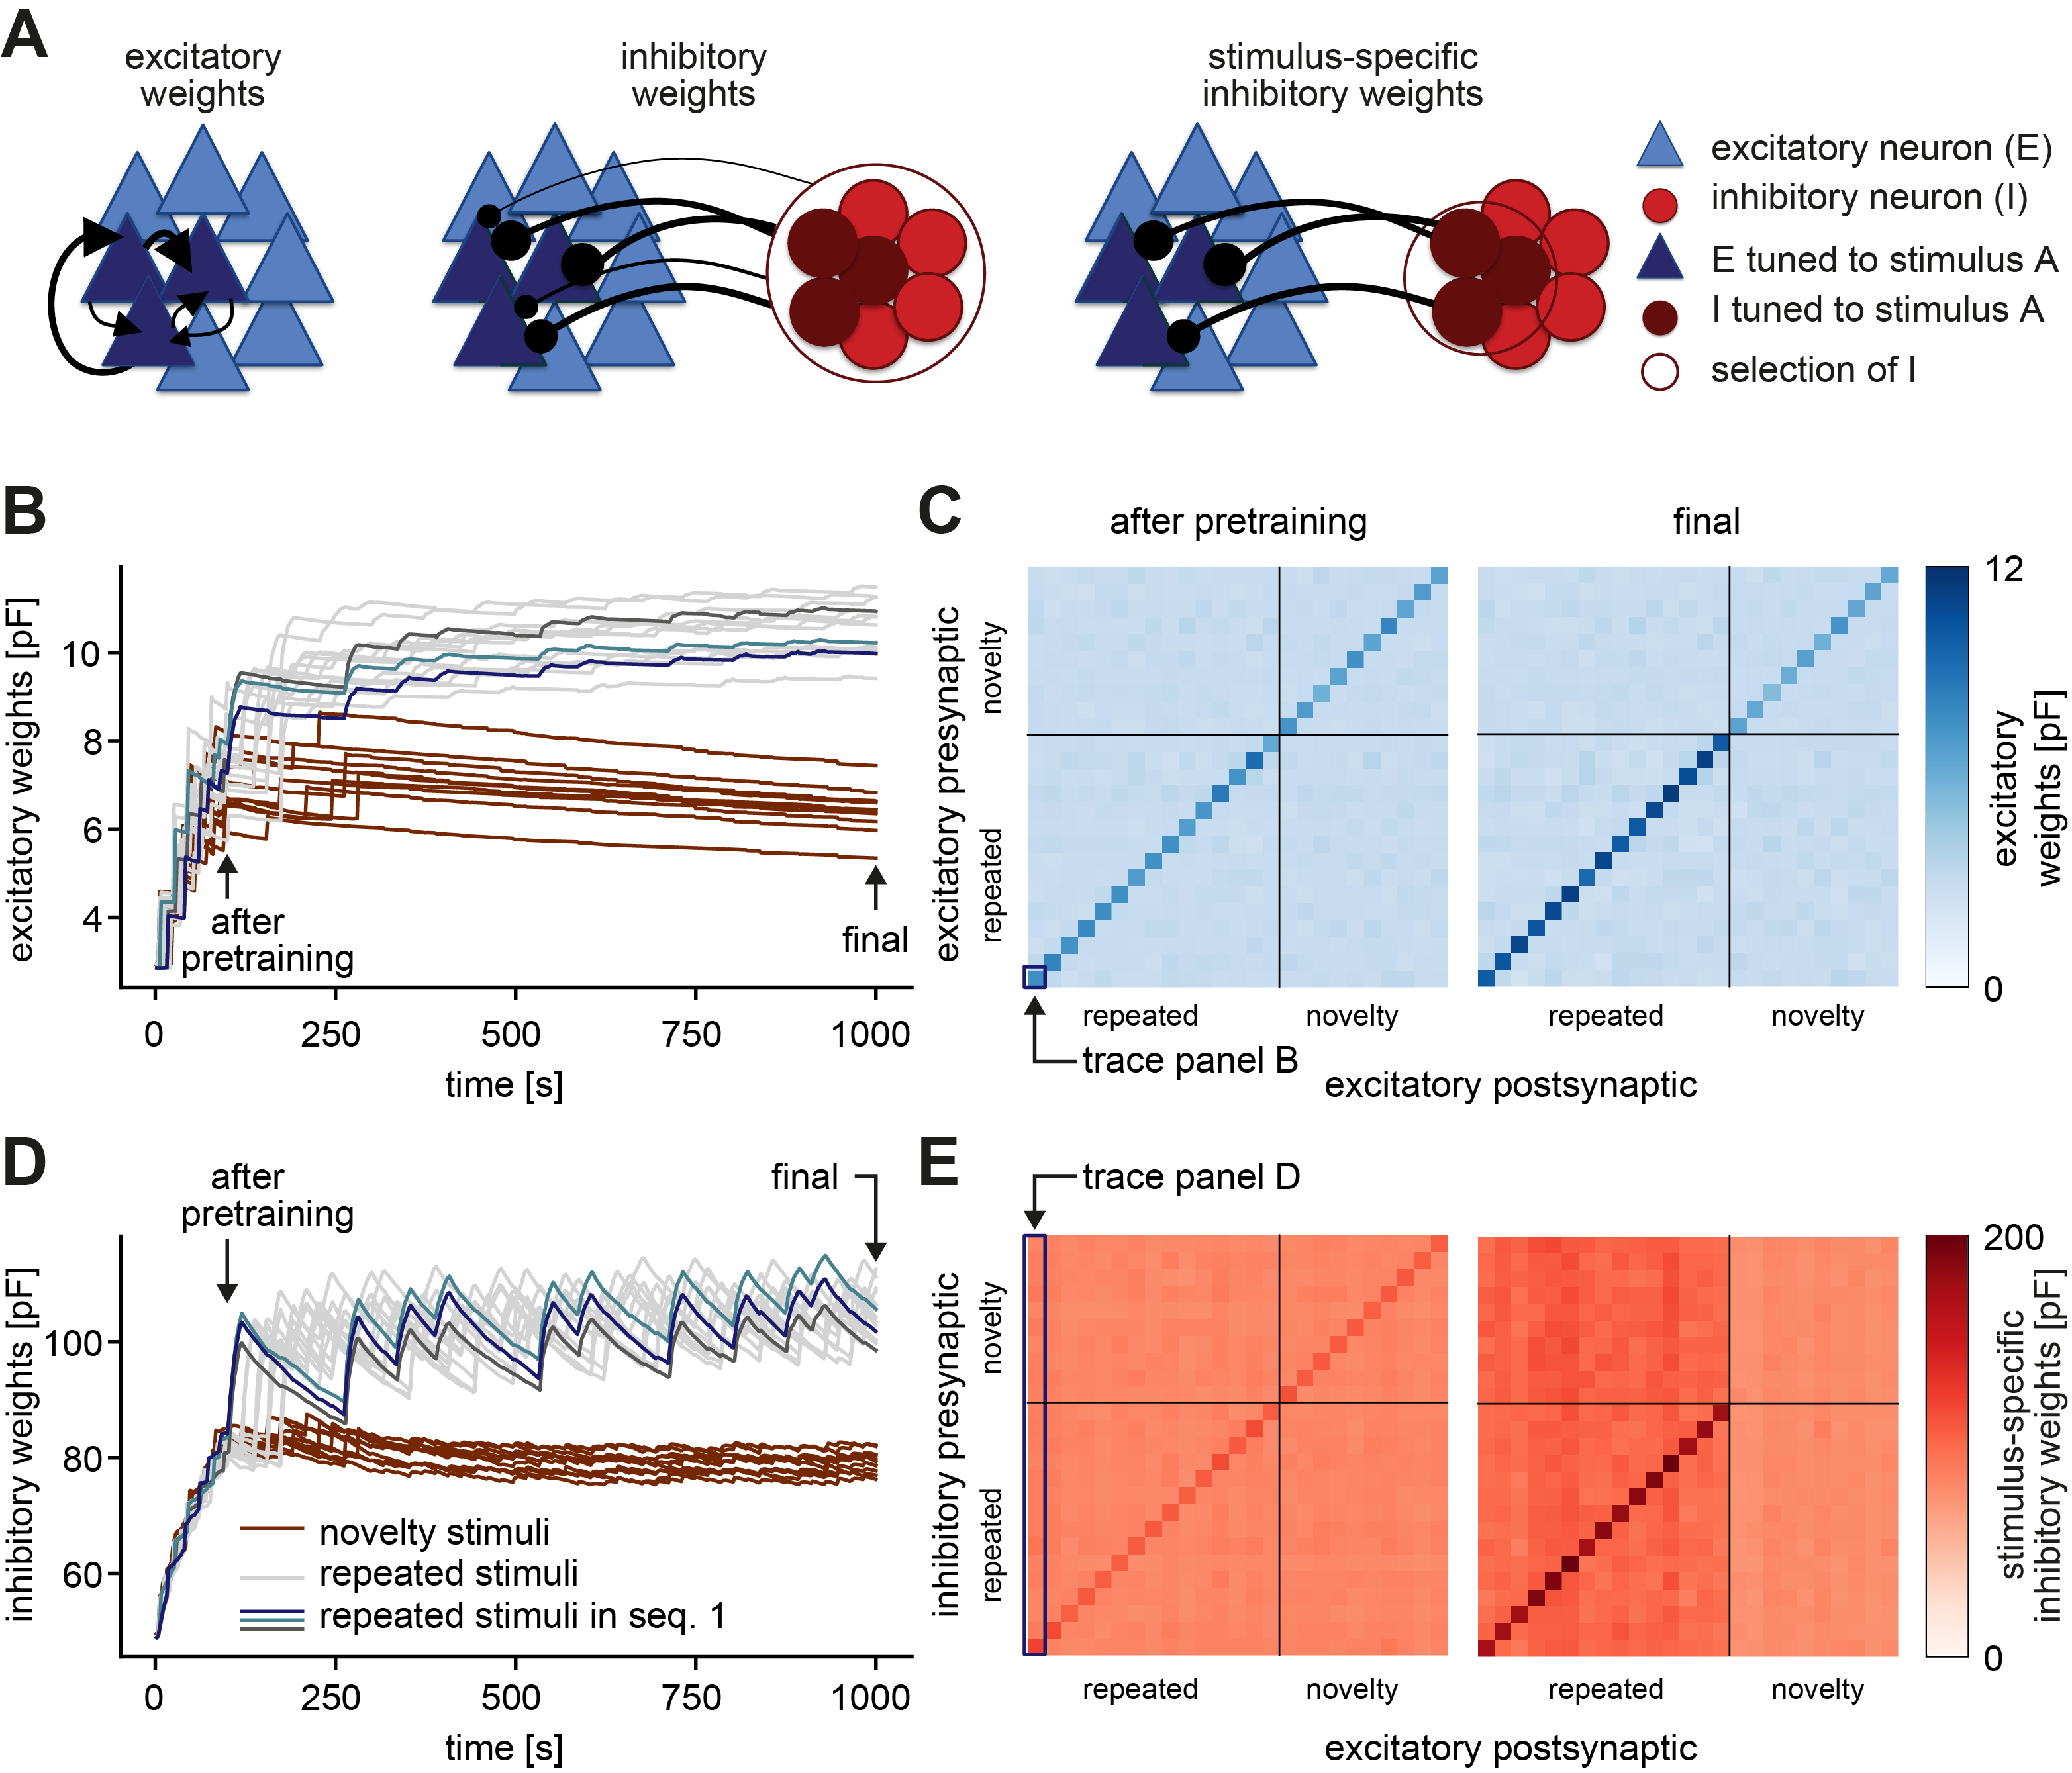 A
excitatory
weights
inhibitory
weights
stimulus-specific
inhibitory weights
excitatory neuron (E)
inhibitory neuron (I)
E tuned to stimulus A
I tuned to stimulus A
selection of I
B
excitatory weights [pF]
10
8
6
4
after
pretraining
final
0
250
500
750
1000
time [s]
C
after pretraining
final
excitatory presynaptic
novelty
repeated
repeated
novelty
repeated
novelty
trace panel B
excitatory postsynaptic
12
0
excitatory
weights [pF]
D
after
pretraining
final
inhibitory weights [pF]
100
80
60
novelty stimuli
repeated stimuli
repeated stimuli in seq. 1
0
250
500
750
1000
time [s]
E
trace panel D
inhibitory presynaptic
novelty
repeated
repeated
novelty
repeated
novelty
excitatory postsynaptic
200
0
stimulus-specific
inhibitory weights [pF]